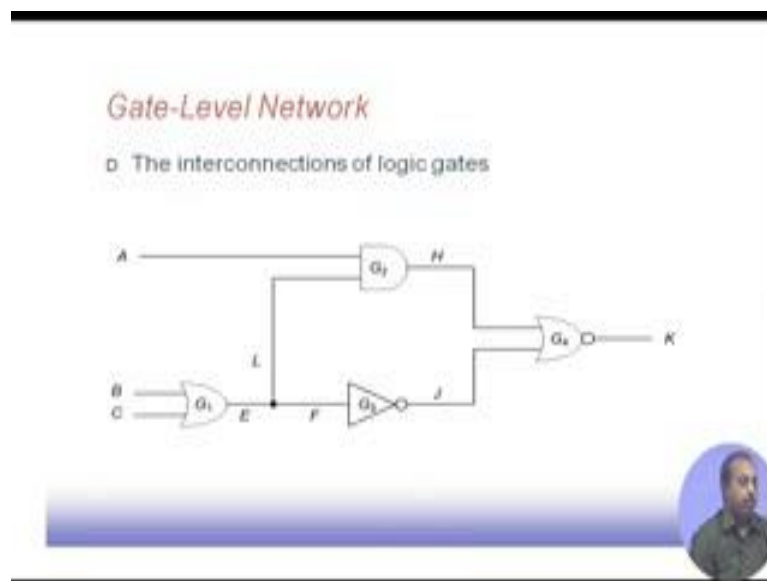 Gate-Level Network
The interconnections of logic gates
A
G2
H
G4
K
L
B
C
G1
E
F
G3
J